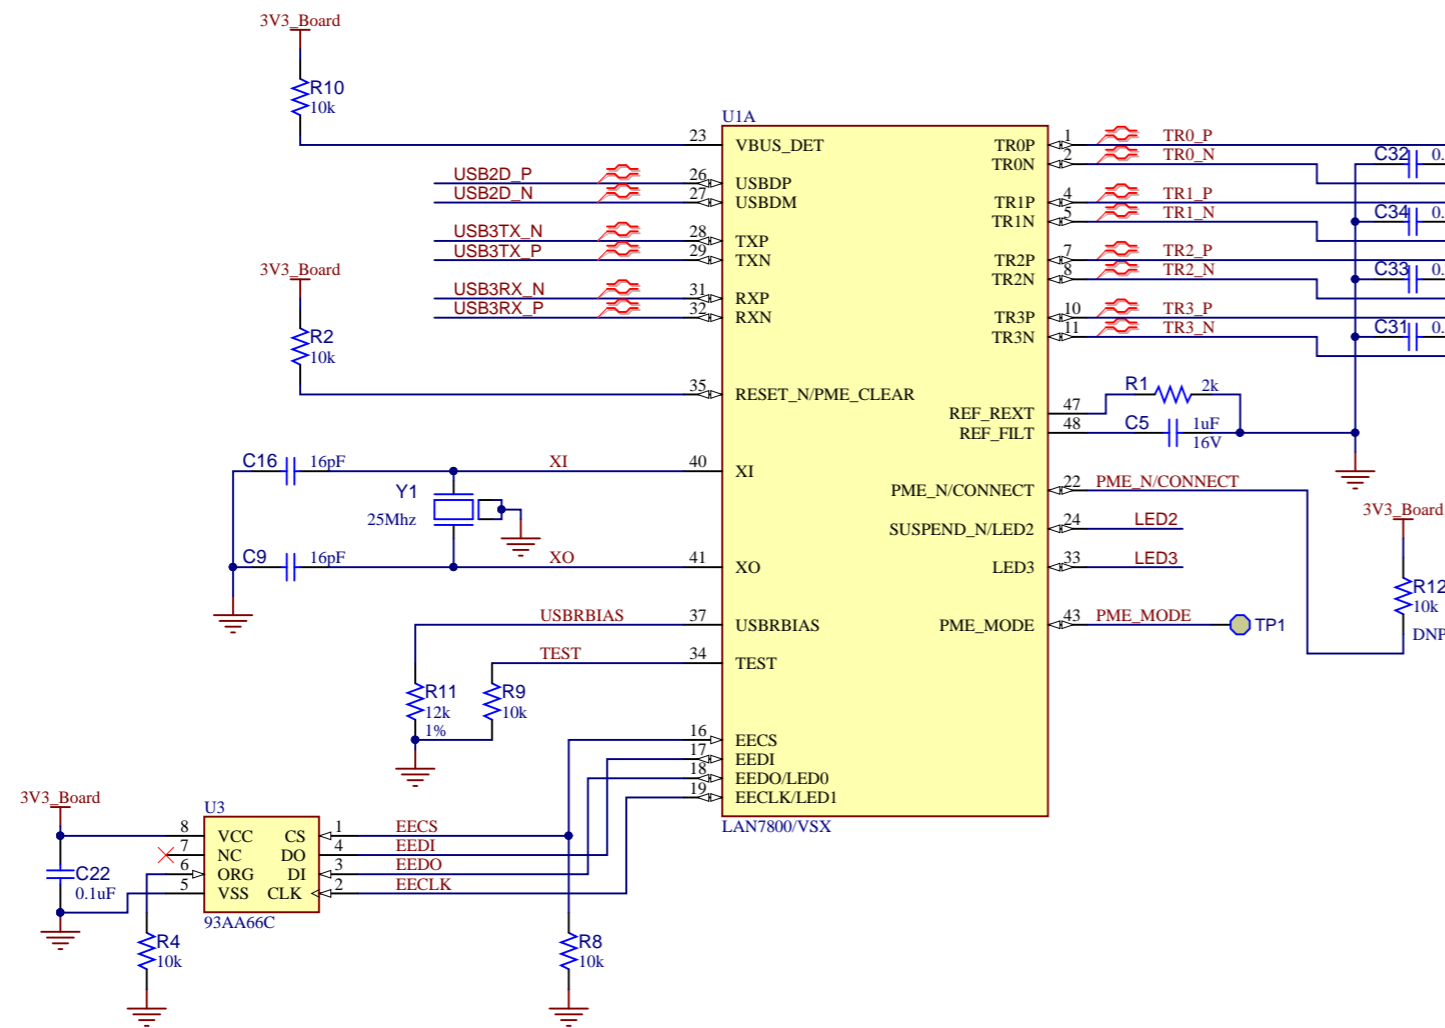 3V3_Board
R10
10k
U1A
23 VBUS_DET
USB2D_P 26 USBDP
USB2D_N 27 USBDM
USB3TX_N 28 TXP
USB3TX_P 29 TXN
3V3_Board
USB3RX_N 31 RXP
USB3RX_P 32 RXN
R2
10k
35 RESET_N/PME_CLEAR
C16 16pF XI 40 XI
Y1
25Mhz
C9 16pF XO 41 XO
USBRBIAS 37 USBRBIAS
TEST 34 TEST
R11
12k
1%
R9
10k
16 EECS
17 EEDI
18 EEDO/LED0
19 EECLK/LED1
LAN7800/VSX
TR0P 1 TR0_P
TR0N 2 TR0_N
C32 0.
TR1P 4 TR1_P
TR1N 5 TR1_N
C34 0.
TR2P 7 TR2_P
TR2N 8 TR2_N
C33 0.
TR3P 10 TR3_P
TR3N 11 TR3_N
C31 0.
R1 2k
REF_REXT 47
REF_FILT 48
C5 1uF
16V
PME_N/CONNECT 22 PME_N/CONNECT
3V3_Board
SUSPEND_N/LED2 24 LED2
LED3 33 LED3
R12
10k
DNP
PME_MODE 43 PME_MODE TP1
3V3_Board
U3
8 VCC CS 1 EECS
7 NC DO 4 EEDI
6 ORG DI 3 EEDO
5 VSS CLK 2 EECLK
93AA66C
C22
0.1uF
R4
10k
R8
10k